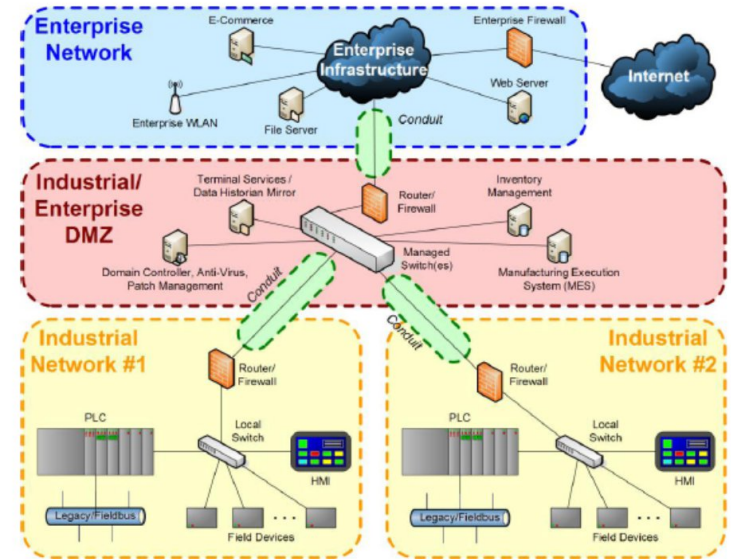 Enterprise
Network
E-Commerce
Enterprise WLAN
File Server
Enterprise
Infrastructure
Enterprise Firewall
Web Server
Internet
Conduit
Industrial/
Enterprise
DMZ
Terminal Services /
Data Historian Mirror
Router/
Firewall
Inventory
Management
Domain Controller, Anti-Virus,
Patch Management
Managed
Switch(es)
Manufacturing Execution
System (MES)
Conduit
Conduit
Industrial
Network #1
Router/
Firewall
PLC
Local
Switch
HMI
Legacy/Fieldbus
Field Devices
Industrial
Network #2
Router/
Firewall
PLC
Local
Switch
HMI
Legacy/Fieldbus
Field Devices